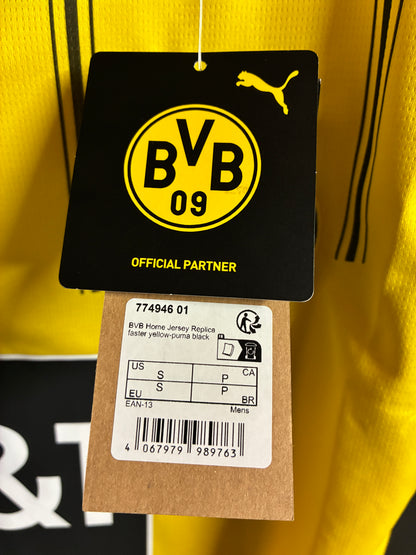 BVB
09
OFFICIAL PARTNER
774946 01
BVB Home Jersey Replica
faster yellow-puma black
US S P CA
EU S P BR
EAN-13 Mens
4 067979 989763
&T